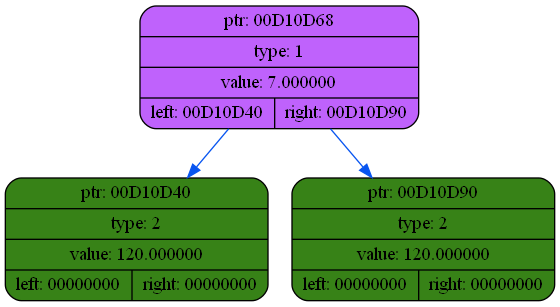 ptr: 00D10D68
type: 1
value: 7.000000
left: 00D10D40 right: 00D10D90
ptr: 00D10D40
type: 2
value: 120.000000
left: 00000000 right: 00000000
ptr: 00D10D90
type: 2
value: 120.000000
left: 00000000 right: 00000000